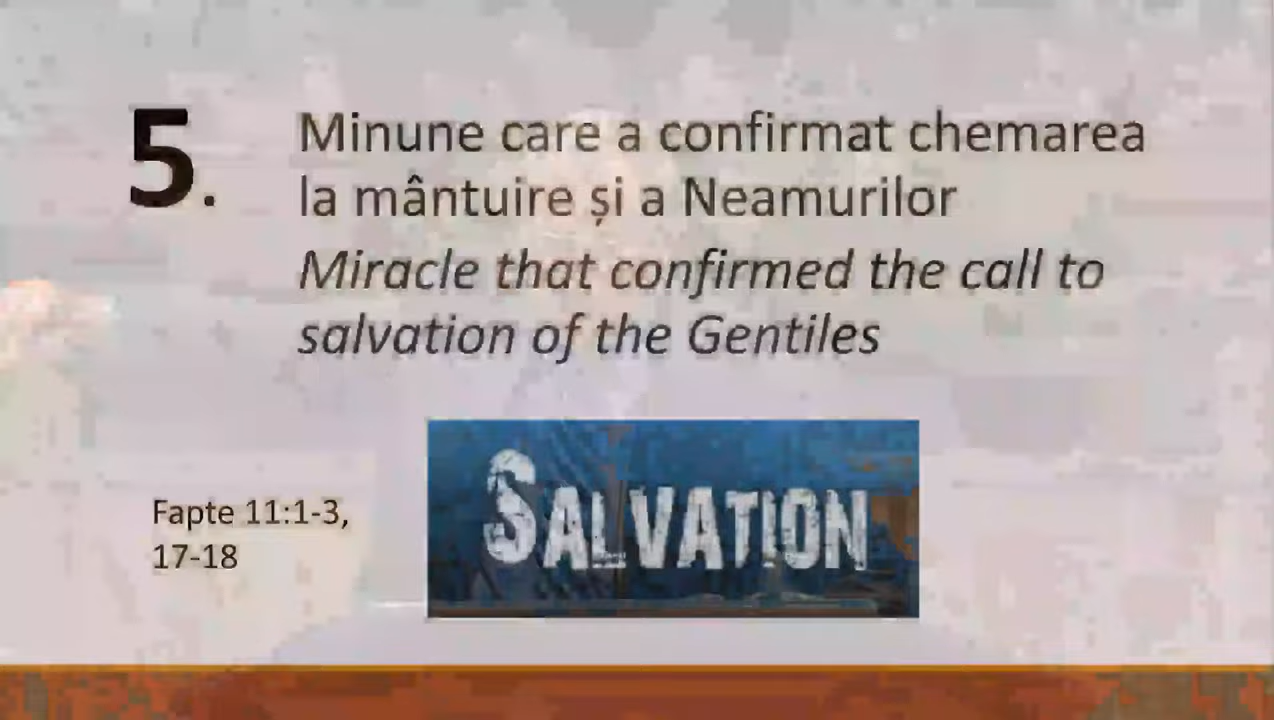 5.
Minune care a confirmat chemarea
la mântuire și a Neamurilor
Miracle that confirmed the call to
salvation of the Gentiles
Fapte 11:1-3,
17-18
SALVATION